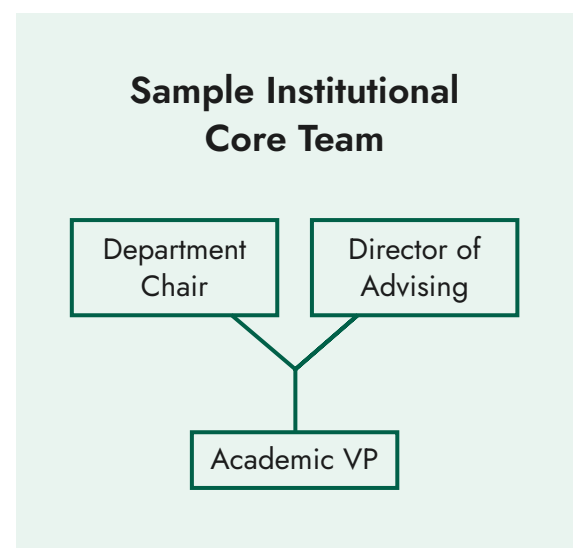 Sample Institutional
Core Team
Department
Chair
Director of
Advising
Academic VP